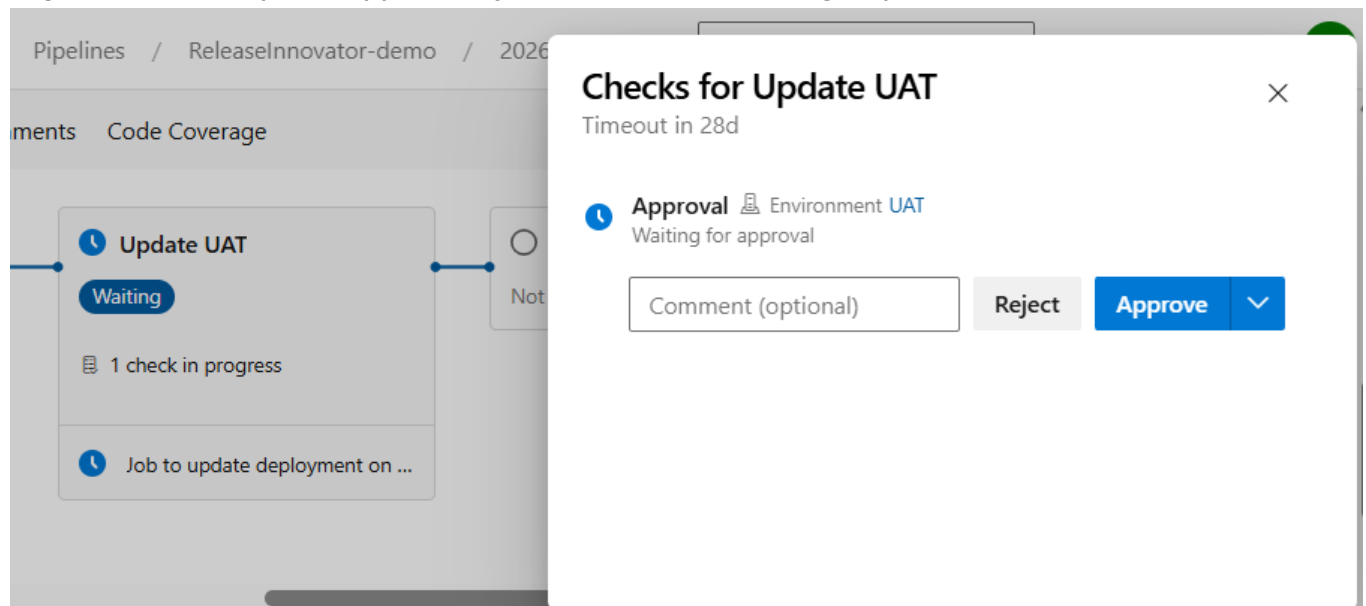 Pipelines / ReleaseInnovator-demo / 2026
ments Code Coverage
Update UAT
Waiting
1 check in progress
Job to update deployment on ...
Not
Checks for Update UAT
Timeout in 28d
Approval Environment UAT
Waiting for approval
Comment (optional) Reject Approve